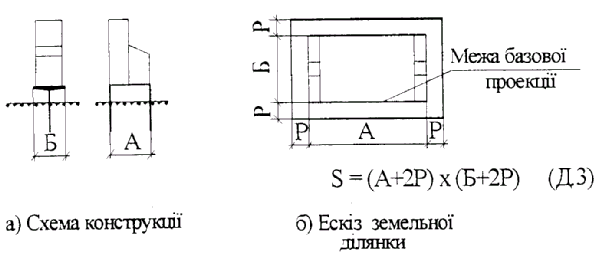 Б
А
Р
Б
Р
Р
А
Р
Межа базової
проекції
S = (А+2Р) х (Б+2Р) (Д.3)
а) Схема конструкції
б) Ескіз земельної
ділянки